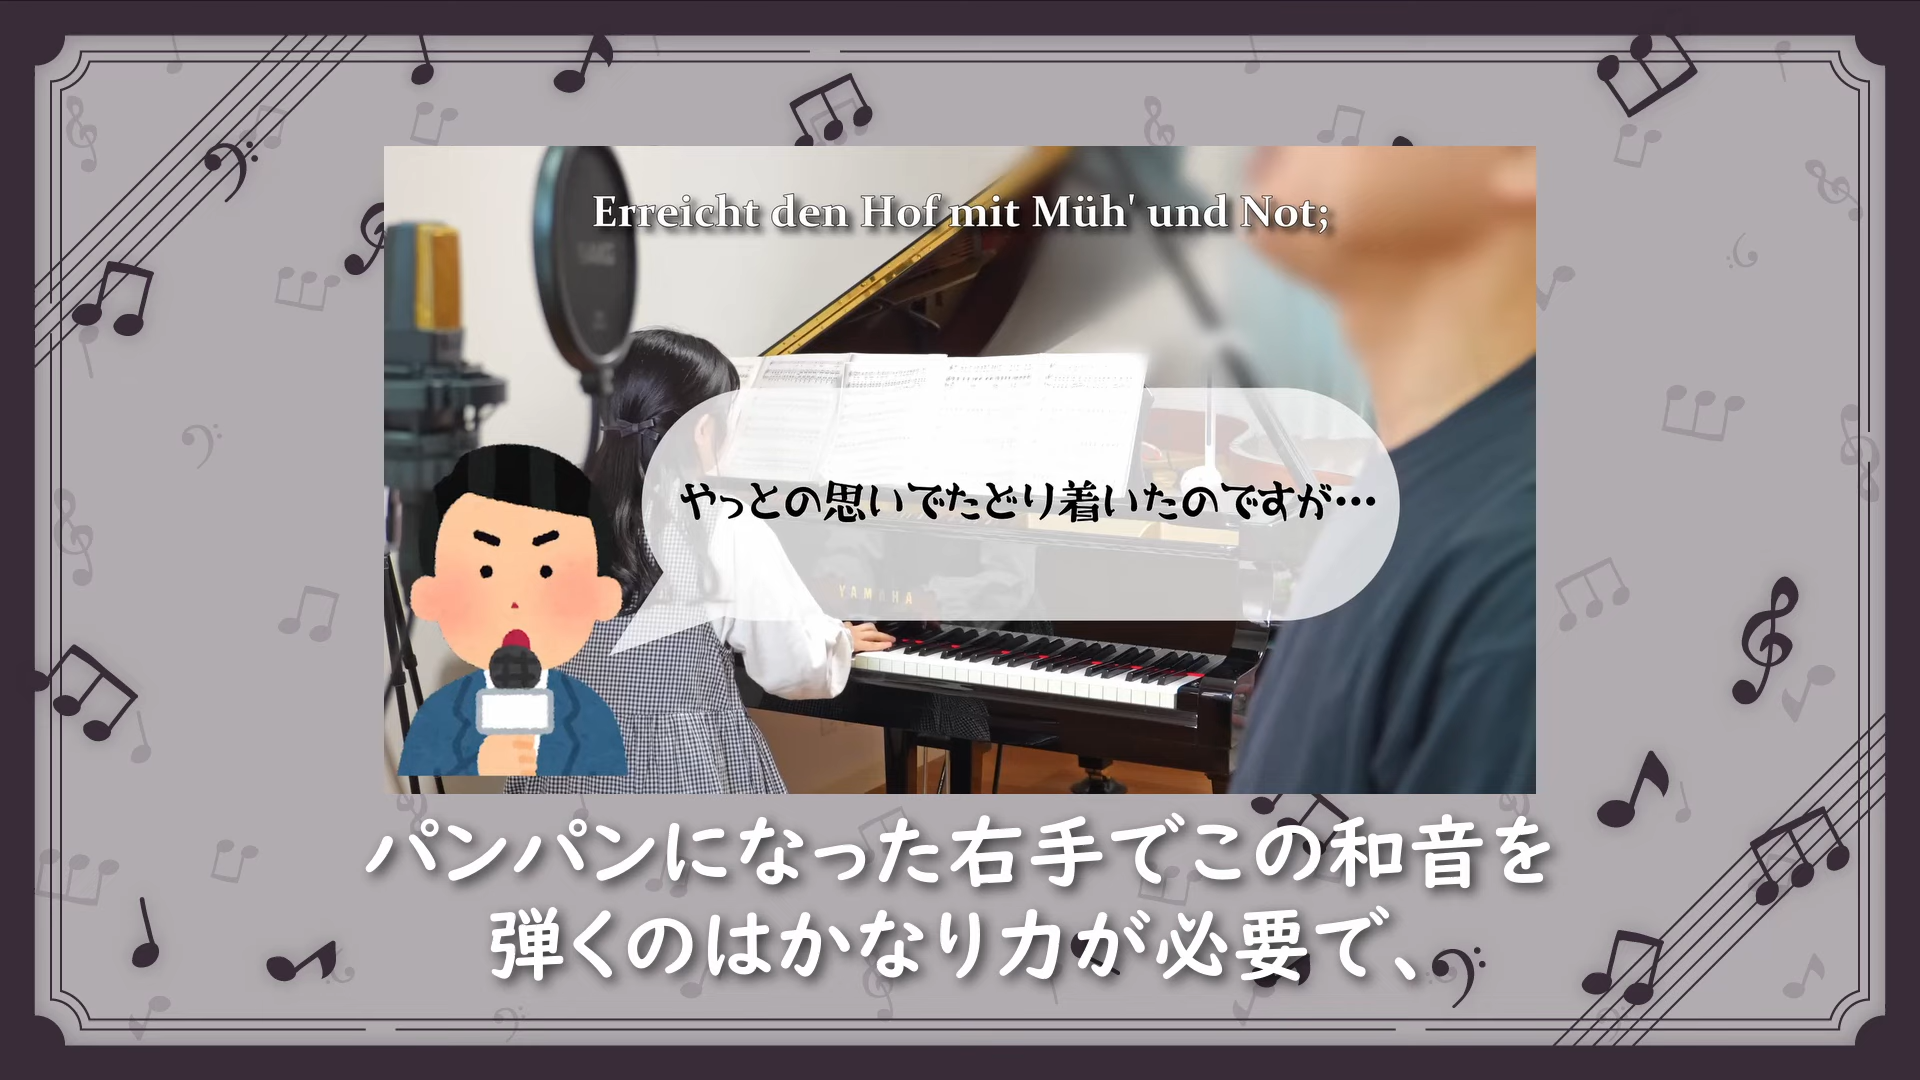 Erreicht den Hof mit Müh' und Not;
やっとの思いでたどり着いたのですが…
YAMAHA
パンパンになった右手でこの和音を
弾くのはかなり力が必要で、